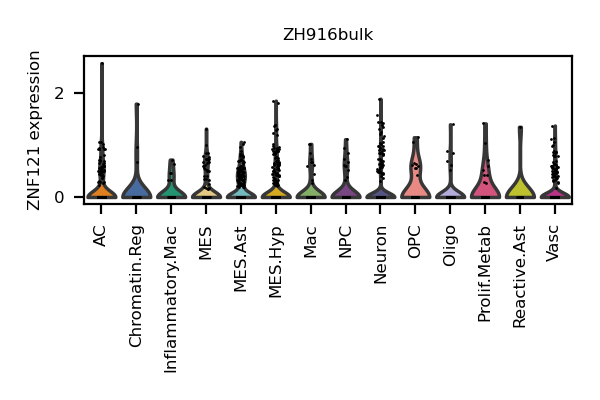 ZH916bulk
ZNF121 expression
2
0
AC
Chromatin.Reg
Inflammatory.Mac
MES
MES.Ast
MES.Hyp
Mac
NPC
Neuron
OPC
Oligo
Prolif.Metab
Reactive.Ast
Vasc